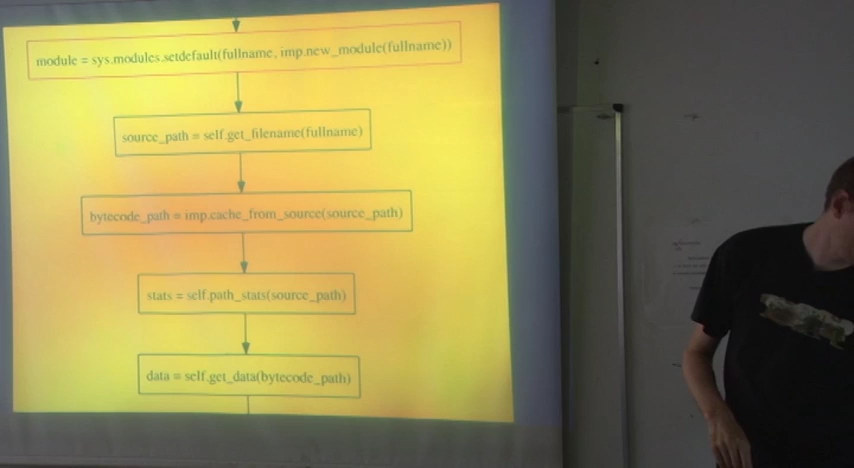 module = sys.modules.setdefault(fullname, imp.new_module(fullname))
source_path = self.get_filename(fullname)
bytecode_path = imp.cache_from_source(source_path)
stats = self.path_stats(source_path)
data = self.get_data(bytecode_path)